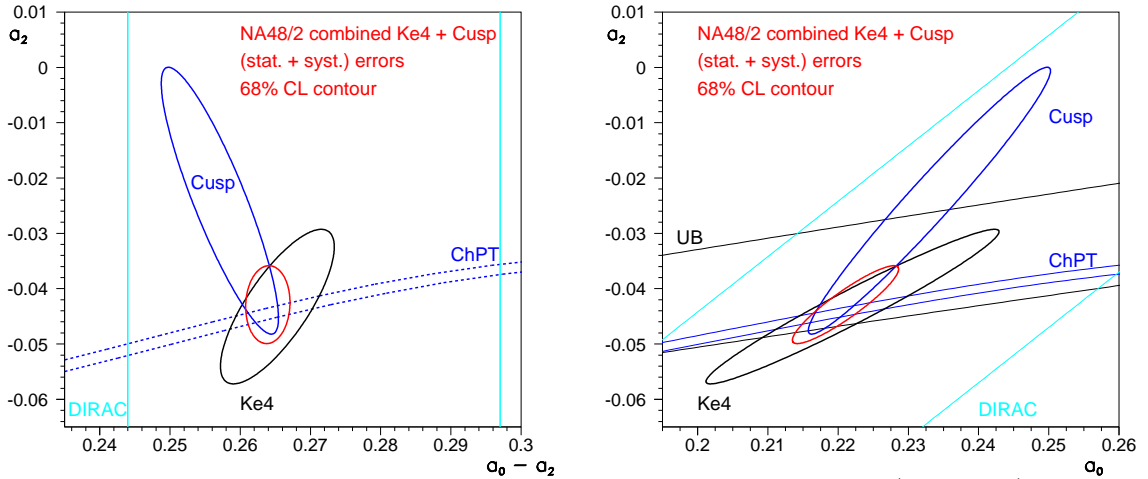 0.01
a₂
0
-0.01
-0.02
-0.03
-0.04
-0.05
-0.06
NA48/2 combined Ke4 + Cusp
(stat. + syst.) errors
68% CL contour
Cusp
ChPT
Ke4
DIRAC
0.24 0.25 0.26 0.27 0.28 0.29 0.3
a₀ – a₂
0.01
a₂
0
-0.01
-0.02
-0.03
-0.04
-0.05
-0.06
NA48/2 combined Ke4 + Cusp
(stat. + syst.) errors
68% CL contour
Cusp
UB
ChPT
Ke4
DIRAC
0.2 0.21 0.22 0.23 0.24 0.25 0.26
a₀